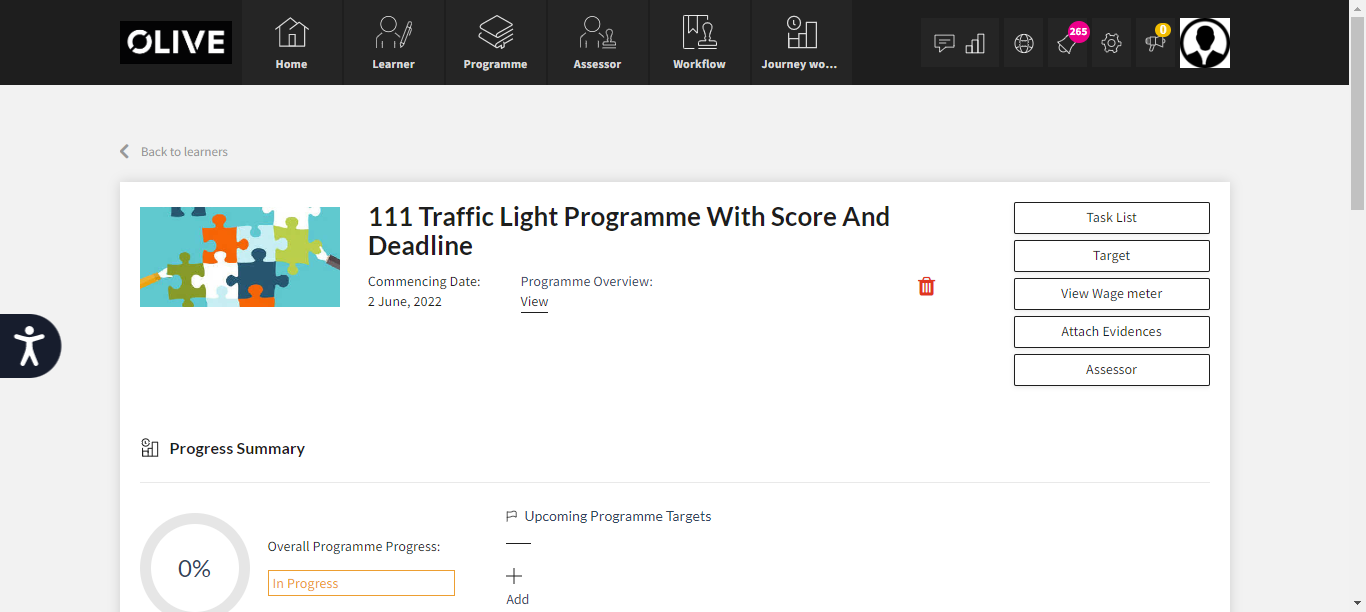 OLIVE
Home
Learner
Programme
Assessor
Workflow
Journey wo...
265
0
Back to learners
111 Traffic Light Programme With Score And
Deadline
Commencing Date:
2 June, 2022
Programme Overview:
View
Task List
Target
View Wage meter
Attach Evidences
Assessor
Progress Summary
0%
Overall Programme Progress:
In Progress
Upcoming Programme Targets
Add